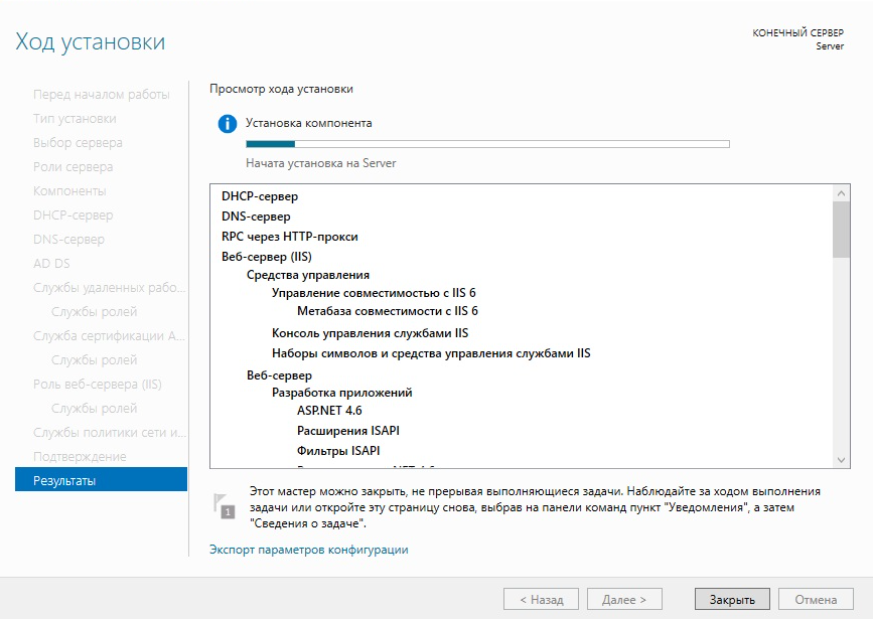 Ход установки
КОНЕЧНЫЙ СЕРВЕР
Server
Перед началом работы
Тип установки
Выбор сервера
Роли сервера
Компоненты
DHCP-сервер
DNS-сервер
AD DS
Службы удаленных рабо...
Службы ролей
Служба сертификации A...
Службы ролей
Роль веб-сервера (IIS)
Службы ролей
Службы политики сети и...
Подтверждение
Результаты
Просмотр хода установки
Установка компонента
Начата установка на Server
DHCP-сервер
DNS-сервер
RPC через HTTP-прокси
Веб-сервер (IIS)
Средства управления
Управление совместимостью с IIS 6
Метабаза совместимости с IIS 6
Консоль управления службами IIS
Наборы символов и средства управления службами IIS
Веб-сервер
Разработка приложений
ASP.NET 4.6
Расширения ISAPI
Фильтры ISAPI
1
Этот мастер можно закрыть, не прерывая выполняющиеся задачи. Наблюдайте за ходом выполнения
задачи или откройте эту страницу снова, выбрав на панели команд пункт "Уведомления", а затем
"Сведения о задаче".
Экспорт параметров конфигурации
< Назад
Далее >
Закрыть
Отмена